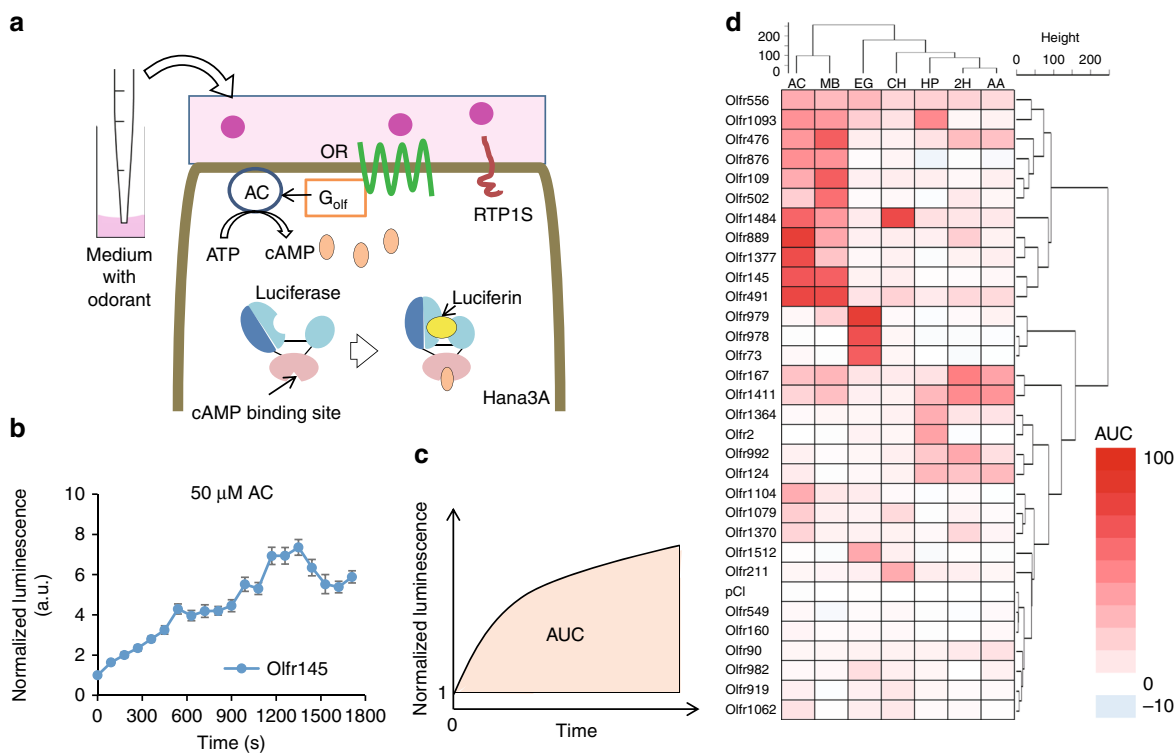 a
Medium
with
odorant
OR
AC
Golf
RTP1S
ATP
cAMP
Luciferase
Luciferin
cAMP binding site
Hana3A
b
50 µM AC
Normalized luminescence
(a.u.)
10
8
6
4
2
0
Olfr145
0 300 600 900 1200 1500 1800
Time (s)
c
Normalized luminescence
AUC
1
0
Time
d
200
100
0
Height
0 100 200
AC MB EG CH HP 2H AA
Olfr556
Olfr1093
Olfr476
Olfr876
Olfr109
Olfr502
Olfr1484
Olfr889
Olfr1377
Olfr145
Olfr491
Olfr979
Olfr978
Olfr73
Olfr167
Olfr1411
Olfr1364
Olfr2
Olfr992
Olfr124
Olfr1104
Olfr1079
Olfr1370
Olfr1512
Olfr211
pCI
Olfr549
Olfr160
Olfr90
Olfr982
Olfr919
Olfr1062
AUC
100
0
−10